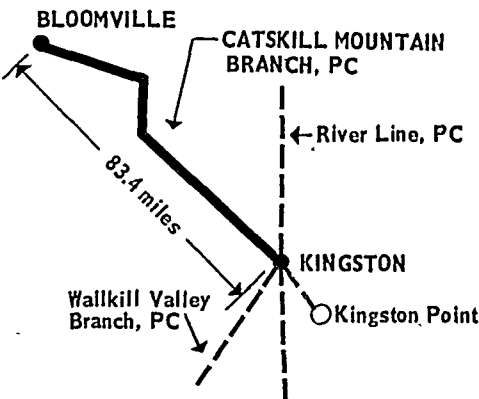 BLOOMVILLE
CATSKILL MOUNTAIN
BRANCH, PC
River Line, PC
83.4 miles
KINGSTON
Wallkill Valley
Branch, PC
Kingston Point